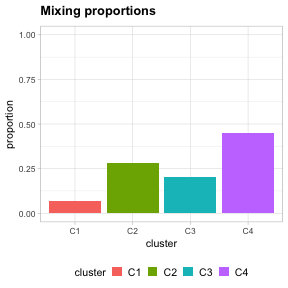 Mixing proportions
1.00
0.75
0.50
0.25
0.00
proportion
C1 C2 C3 C4
cluster
cluster C1 C2 C3 C4